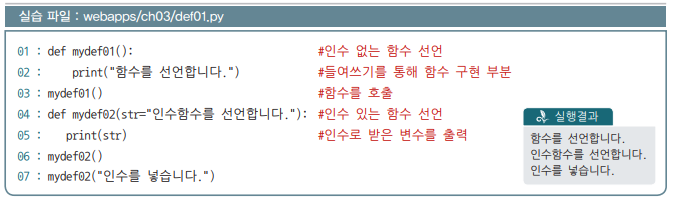 실습 파일 : webapps/ch03/def01.py
01 : def mydef01(): #인수 없는 함수 선언
02 : print("함수를 선언합니다.") #들여쓰기를 통해 함수 구현 부분
03 : mydef01() #함수를 호출
04 : def mydef02(str="인수함수를 선언합니다."): #인수 있는 함수 선언
05 : print(str) #인수로 받은 변수를 출력
06 : mydef02()
07 : mydef02("인수를 넣습니다.")
실행결과
함수를 선언합니다.
인수함수를 선언합니다.
인수를 넣습니다.